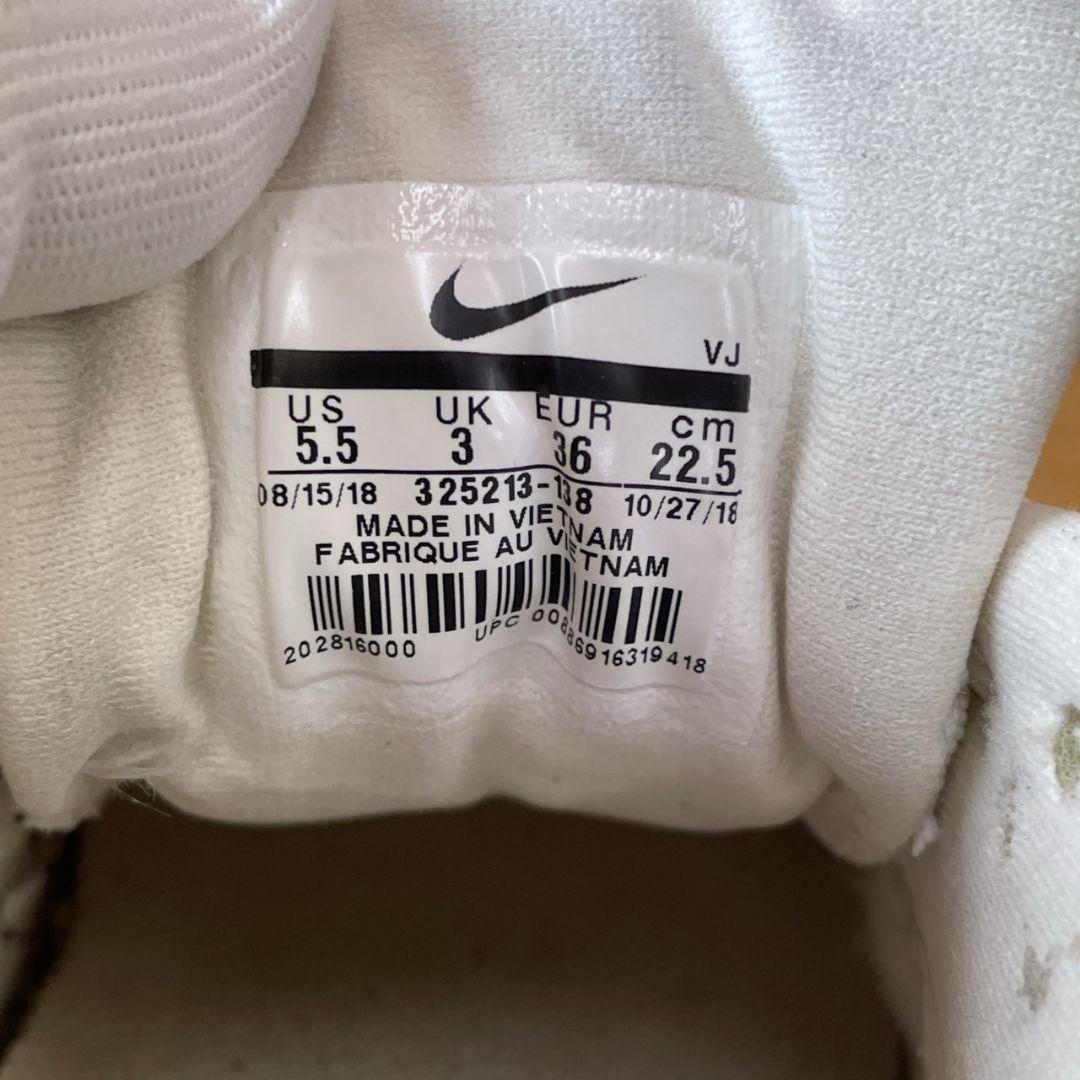 VJ
US UK EUR cm
5.5 3 36 22.5
08/15/18 325213-138 10/27/18
MADE IN VIETNAM
FABRIQUE AU VIETNAM
202816000 UPC 00886916319418